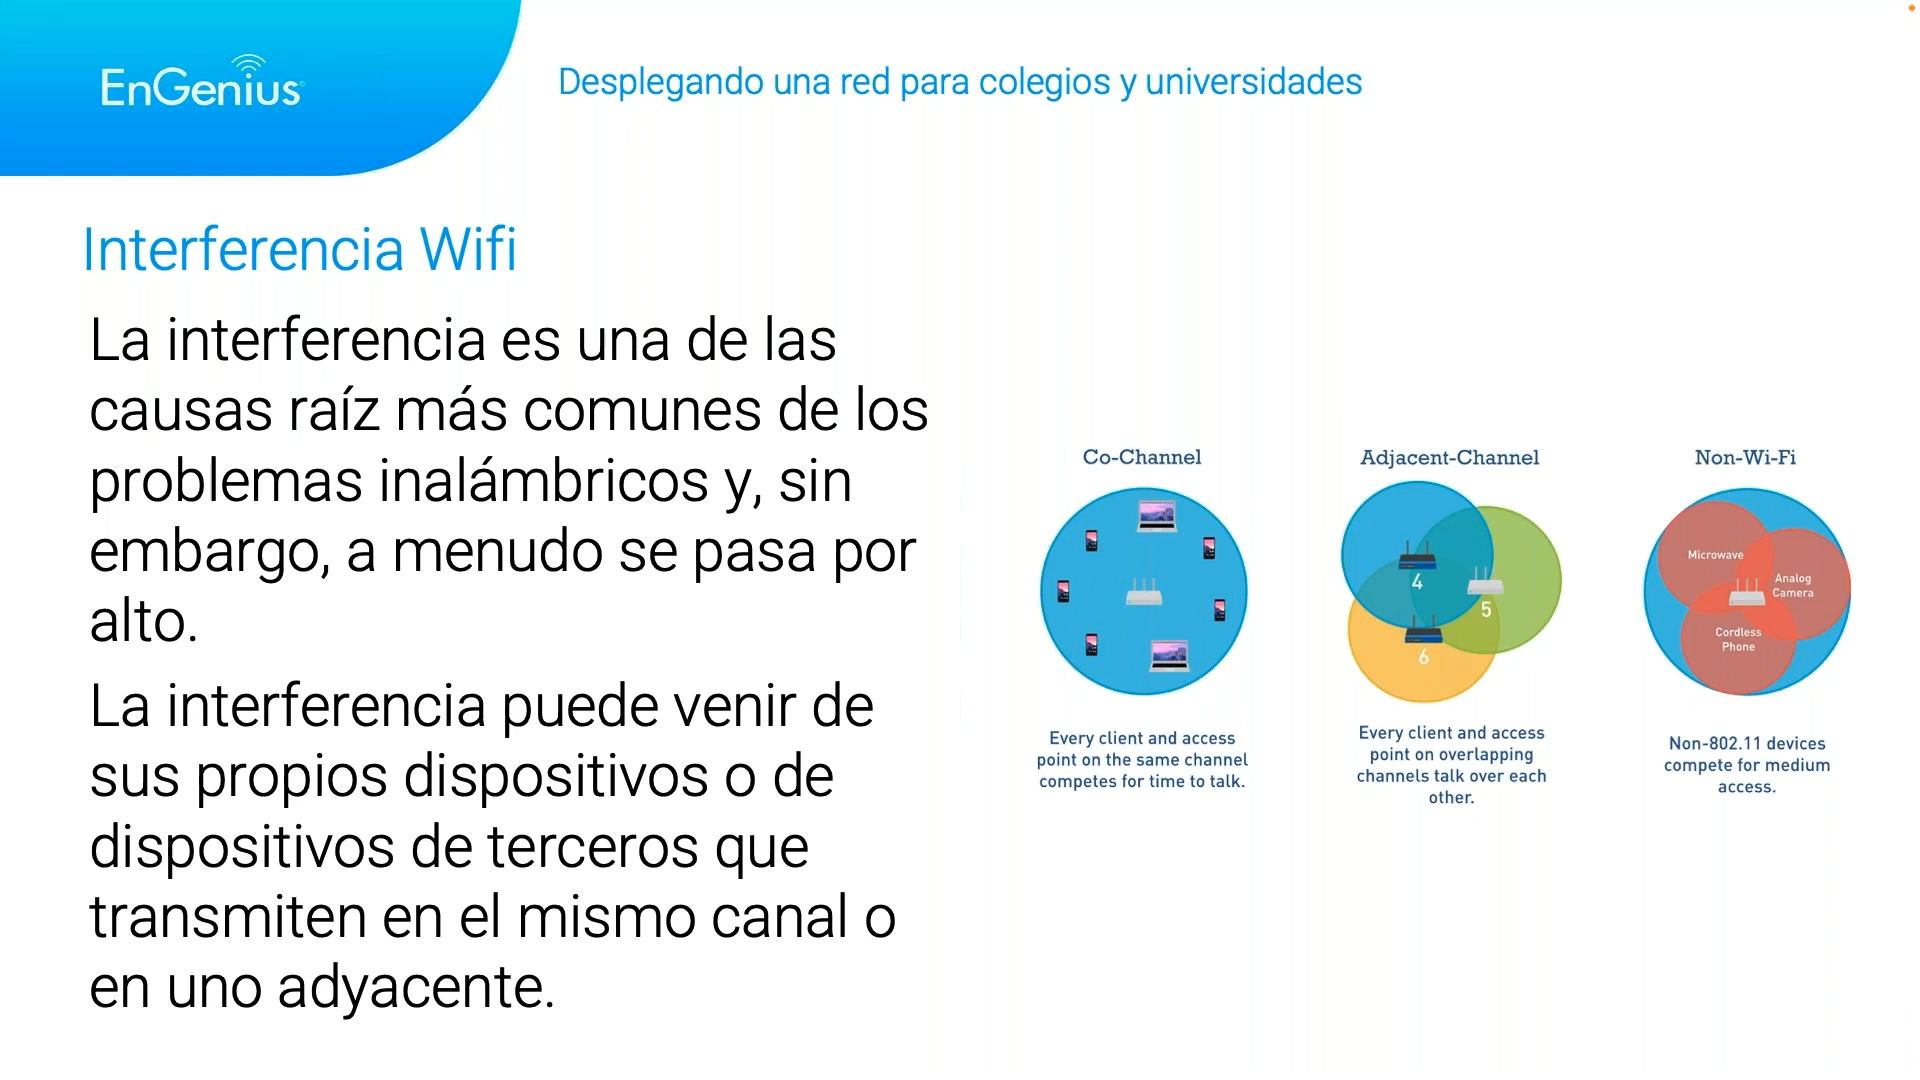 EnGenius
Desplegando una red para colegios y universidades
Interferencia Wifi
La interferencia es una de las
causas raíz más comunes de los
problemas inalámbricos y, sin
embargo, a menudo se pasa por
alto.
La interferencia puede venir de
sus propios dispositivos o de
dispositivos de terceros que
transmiten en el mismo canal o
en uno adyacente.
Co-Channel
Every client and access
point on the same channel
competes for time to talk.
Adjacent-Channel
4
5
6
Every client and access
point on overlapping
channels talk over each
other.
Non-Wi-Fi
Microwave
Analog
Camera
Cordless
Phone
Non-802.11 devices
compete for medium
access.